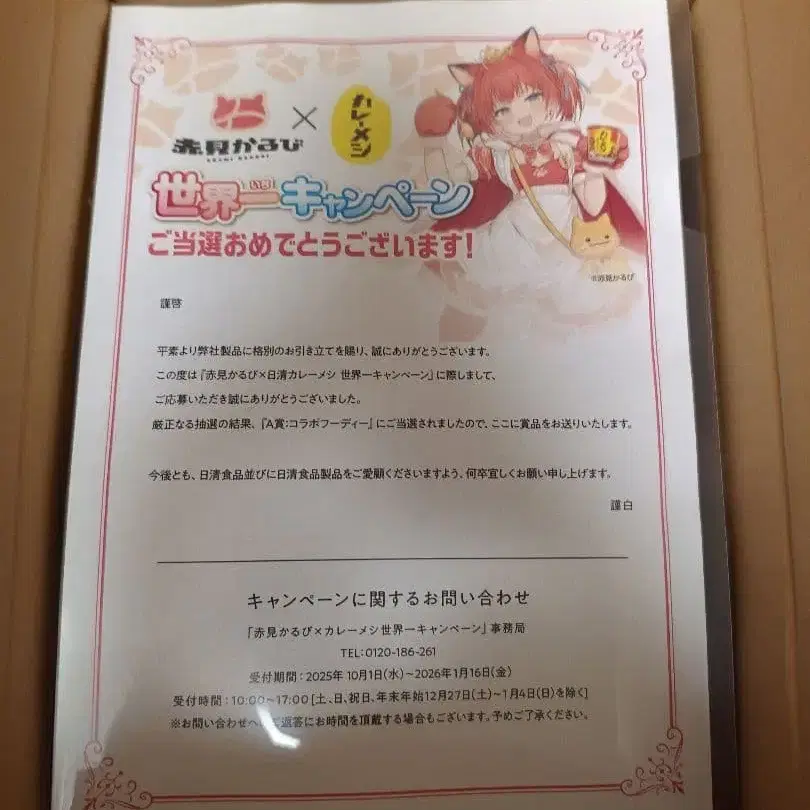 赤見かるび
AKAMI KARUBI
×
カレーメシ
世界一キャンペーン
いち
ご当選おめでとうございます!
©赤見かるび
謹啓
平素より弊社製品に格別のお引き立てを賜り、誠にありがとうございます。
この度は『赤見かるび×日清カレーメシ 世界一キャンペーン』に際しまして、
ご応募いただき誠にありがとうございました。
厳正なる抽選の結果、『A賞:コラボフーディー』にご当選されましたので、ここに賞品をお送りいたします。
今後とも、日清食品並びに日清食品製品をご愛顧くださいますよう、何卒宜しくお願い申し上げます。
謹白
キャンペーンに関するお問い合わせ
「赤見かるび×カレーメシ世界一キャンペーン」事務局
TEL:0120-186-261
受付期間:2025年10月1日(水)~2026年1月16日(金)
受付時間:10:00~17:00[土、日、祝日、年末年始12月27日(土)~1月4日(日)を除く]
※お問い合わせへのご返答にお時間を頂戴する場合もございます。予めご了承ください。